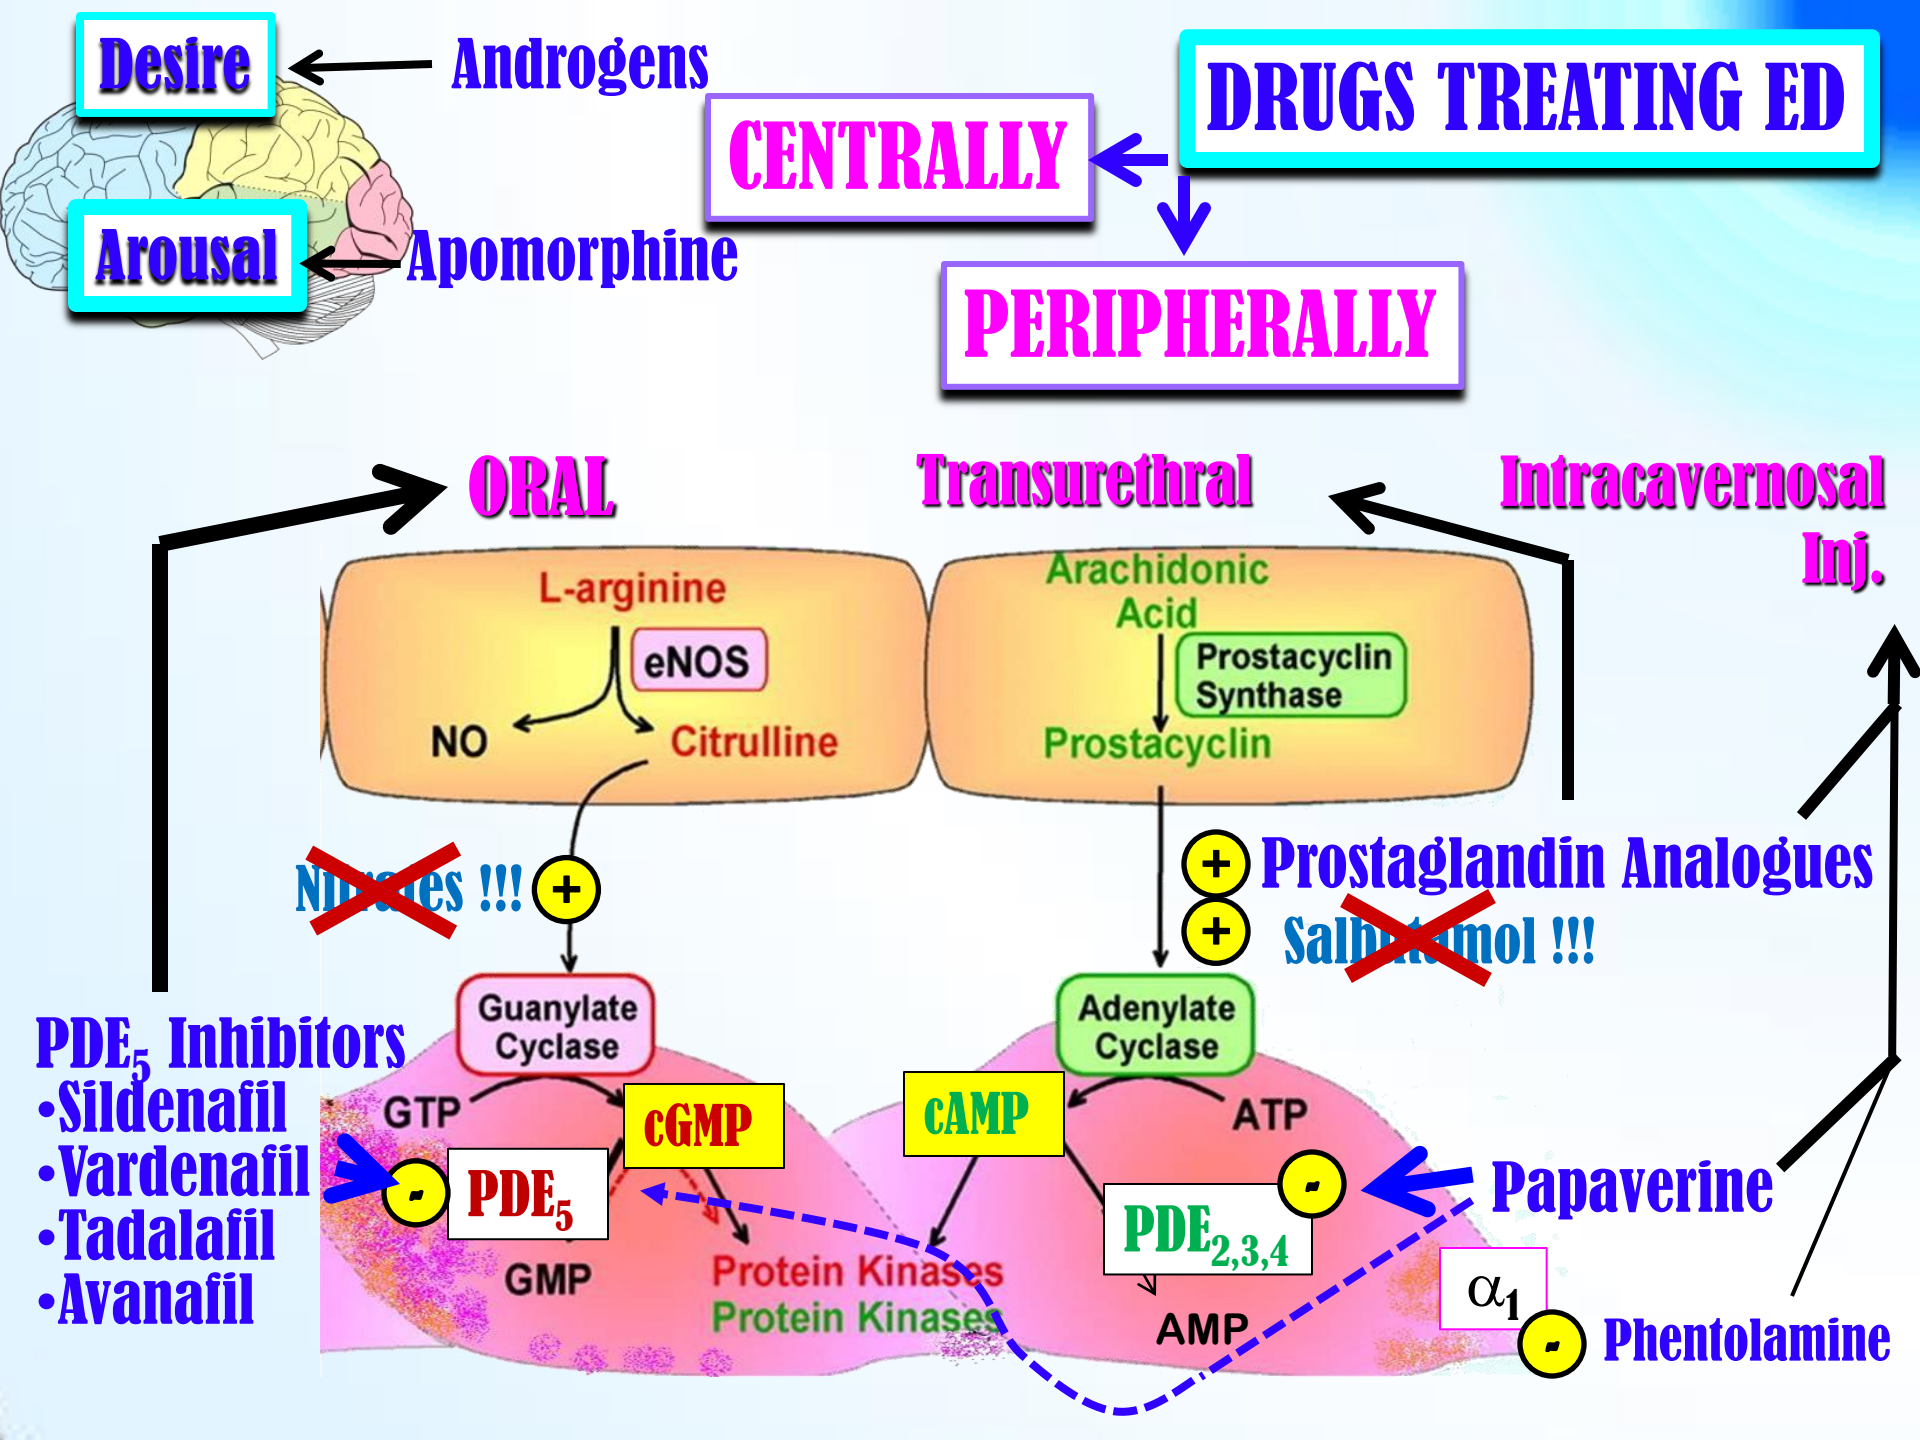 Desire
Androgens
DRUGS TREATING ED
CENTRALLY
Arousal
Apomorphine
PERIPHERALLY
ORAL
Transurethral
Intracavernosal
Inj.
L-arginine
eNOS
NO
Citrulline
Arachidonic
Acid
Prostacyclin
Synthase
Prostacyclin
Nitrates !!!
+
+
Prostaglandin Analogues
+
Salbutamol !!!
Guanylate
Cyclase
Adenylate
Cyclase
PDE5 Inhibitors
•Sildenafil
•Vardenafil
•Tadalafil
•Avanafil
GTP
cGMP
cAMP
ATP
-
PDE5
PDE2,3,4
-
Papaverine
GMP
Protein Kinases
Protein Kinases
AMP
α1
-
Phentolamine